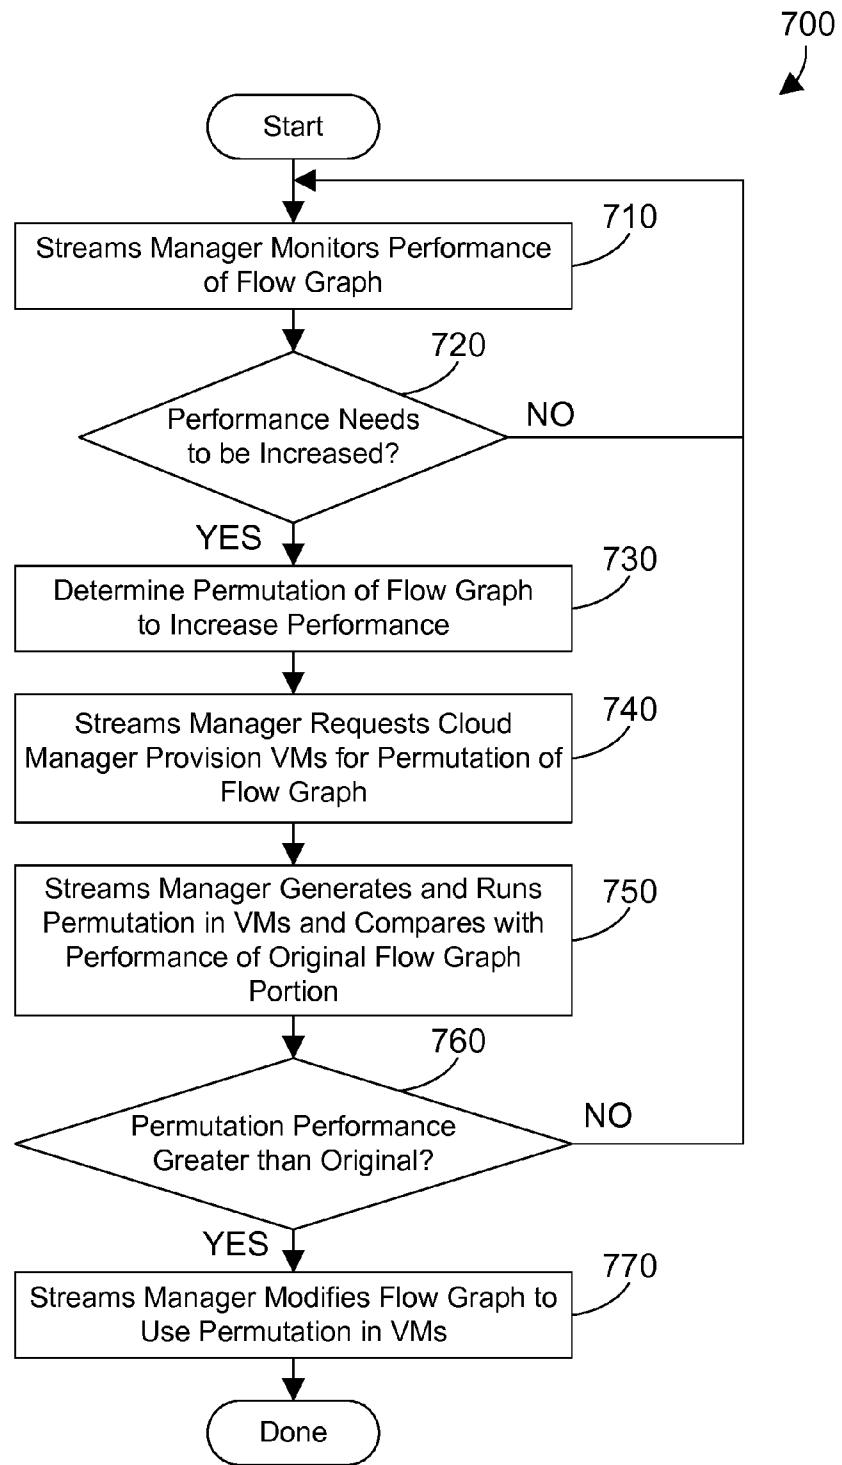 700
Start
710
Streams Manager Monitors Performance
of Flow Graph
720
Performance Needs
to be Increased?
NO
YES
730
Determine Permutation of Flow Graph
to Increase Performance
740
Streams Manager Requests Cloud
Manager Provision VMs for Permutation of
Flow Graph
750
Streams Manager Generates and Runs
Permutation in VMs and Compares with
Performance of Original Flow Graph
Portion
760
Permutation Performance
Greater than Original?
NO
YES
770
Streams Manager Modifies Flow Graph to
Use Permutation in VMs
Done